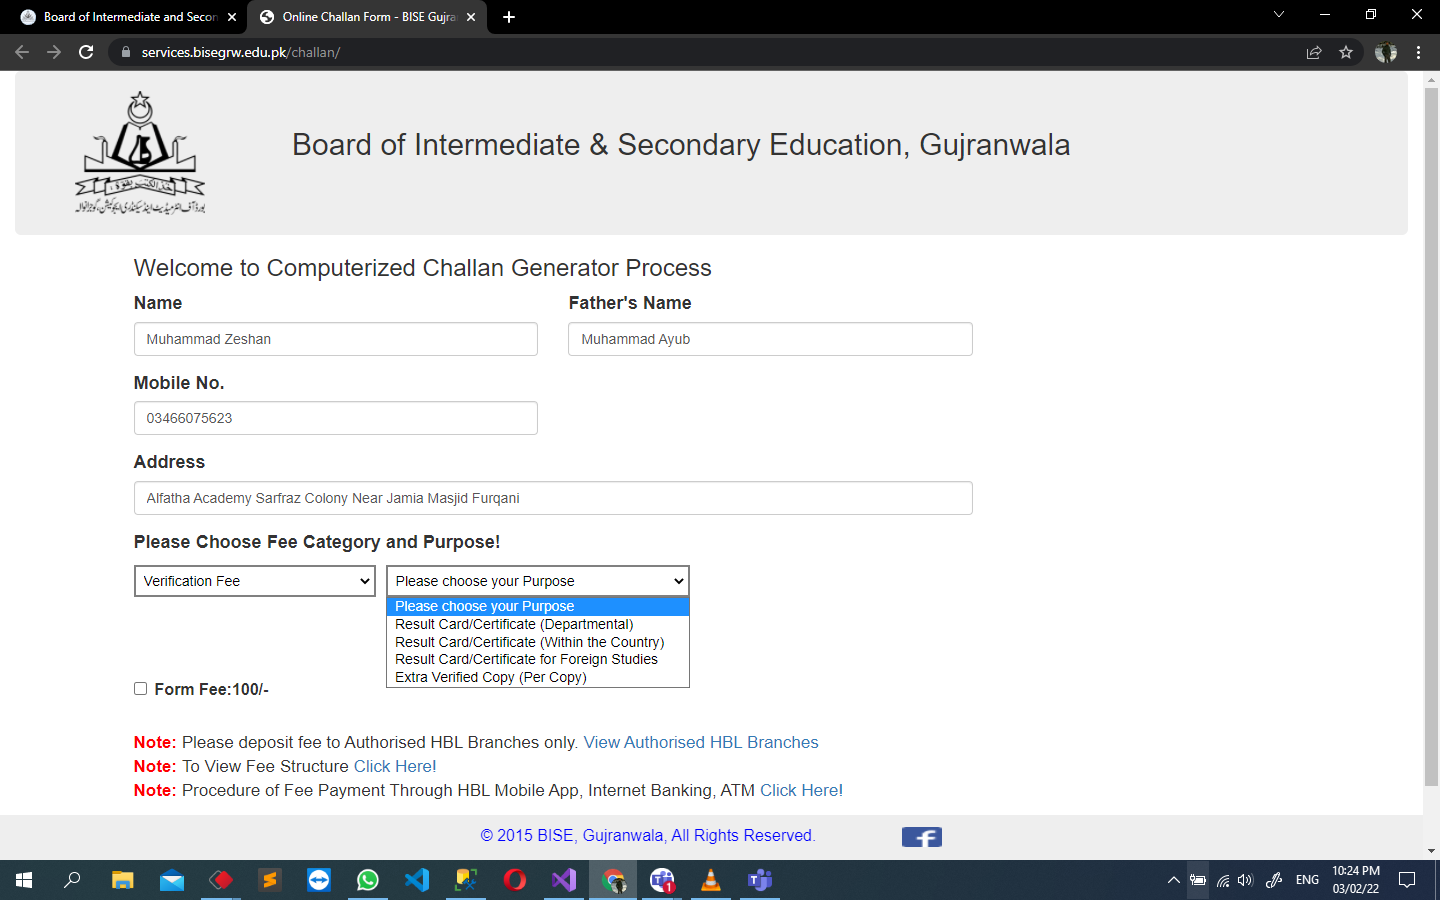 Board of Intermediate and Secon
Online Challan Form - BISE Gujra
services.bisegrw.edu.pk/challan/
Board of Intermediate & Secondary Education, Gujranwala
بورڈ آف انٹرمیڈیٹ اینڈ سیکنڈری ایجوکیشن، گوجرانوالہ
Welcome to Computerized Challan Generator Process
Name
Father's Name
Muhammad Zeshan
Muhammad Ayub
Mobile No.
03466075623
Address
Alfatha Academy Sarfraz Colony Near Jamia Masjid Furqani
Please Choose Fee Category and Purpose!
Verification Fee
Please choose your Purpose
Please choose your Purpose
Result Card/Certificate (Departmental)
Result Card/Certificate (Within the Country)
Result Card/Certificate for Foreign Studies
Extra Verified Copy (Per Copy)
Form Fee:100/-
Note: Please deposit fee to Authorised HBL Branches only. View Authorised HBL Branches
Note: To View Fee Structure Click Here!
Note: Procedure of Fee Payment Through HBL Mobile App, Internet Banking, ATM Click Here!
© 2015 BISE, Gujranwala, All Rights Reserved.
ENG
10:24 PM
03/02/22